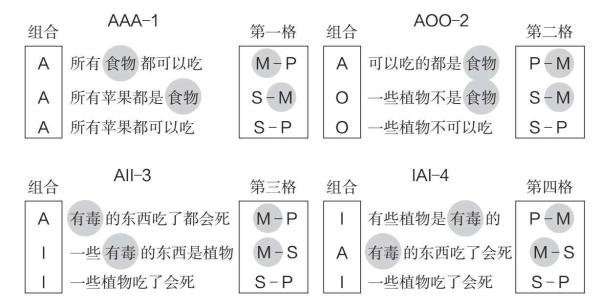 AAA-1
组合 第一格
A 所有食物都可以吃 M-P
A 所有苹果都是食物 S-M
A 所有苹果都可以吃 S-P
AOO-2
组合 第二格
A 可以吃的都是食物 P-M
O 一些植物不是食物 S-M
O 一些植物不可以吃 S-P
AII-3
组合 第三格
A 有毒的东西吃了都会死 M-P
I 一些有毒的东西是植物 M-S
I 一些植物吃了会死 S-P
IAI-4
组合 第四格
I 有些植物是有毒的 P-M
A 有毒的东西吃了会死 M-S
I 一些植物吃了会死 S-P